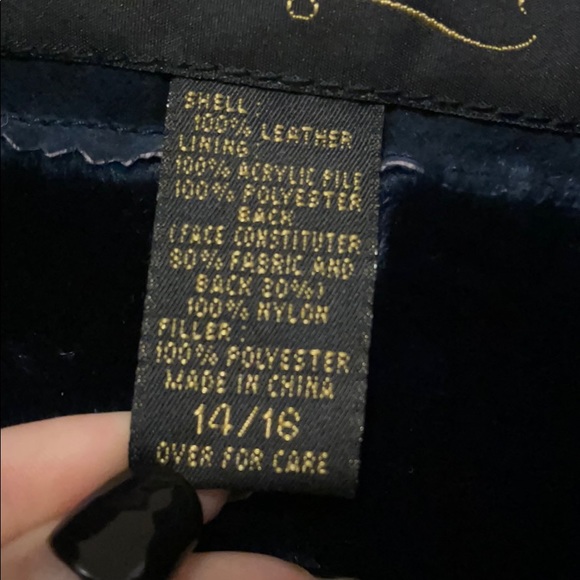 SHELL:
100% LEATHER
LINING:
100% ACRYLIC PILE
100% POLYESTER
BACK
(FACE CONSTITUTER
80% FABRIC AND
BACK 20%)
100% NYLON
FILLER:
100% POLYESTER
MADE IN CHINA
14/16
OVER FOR CARE